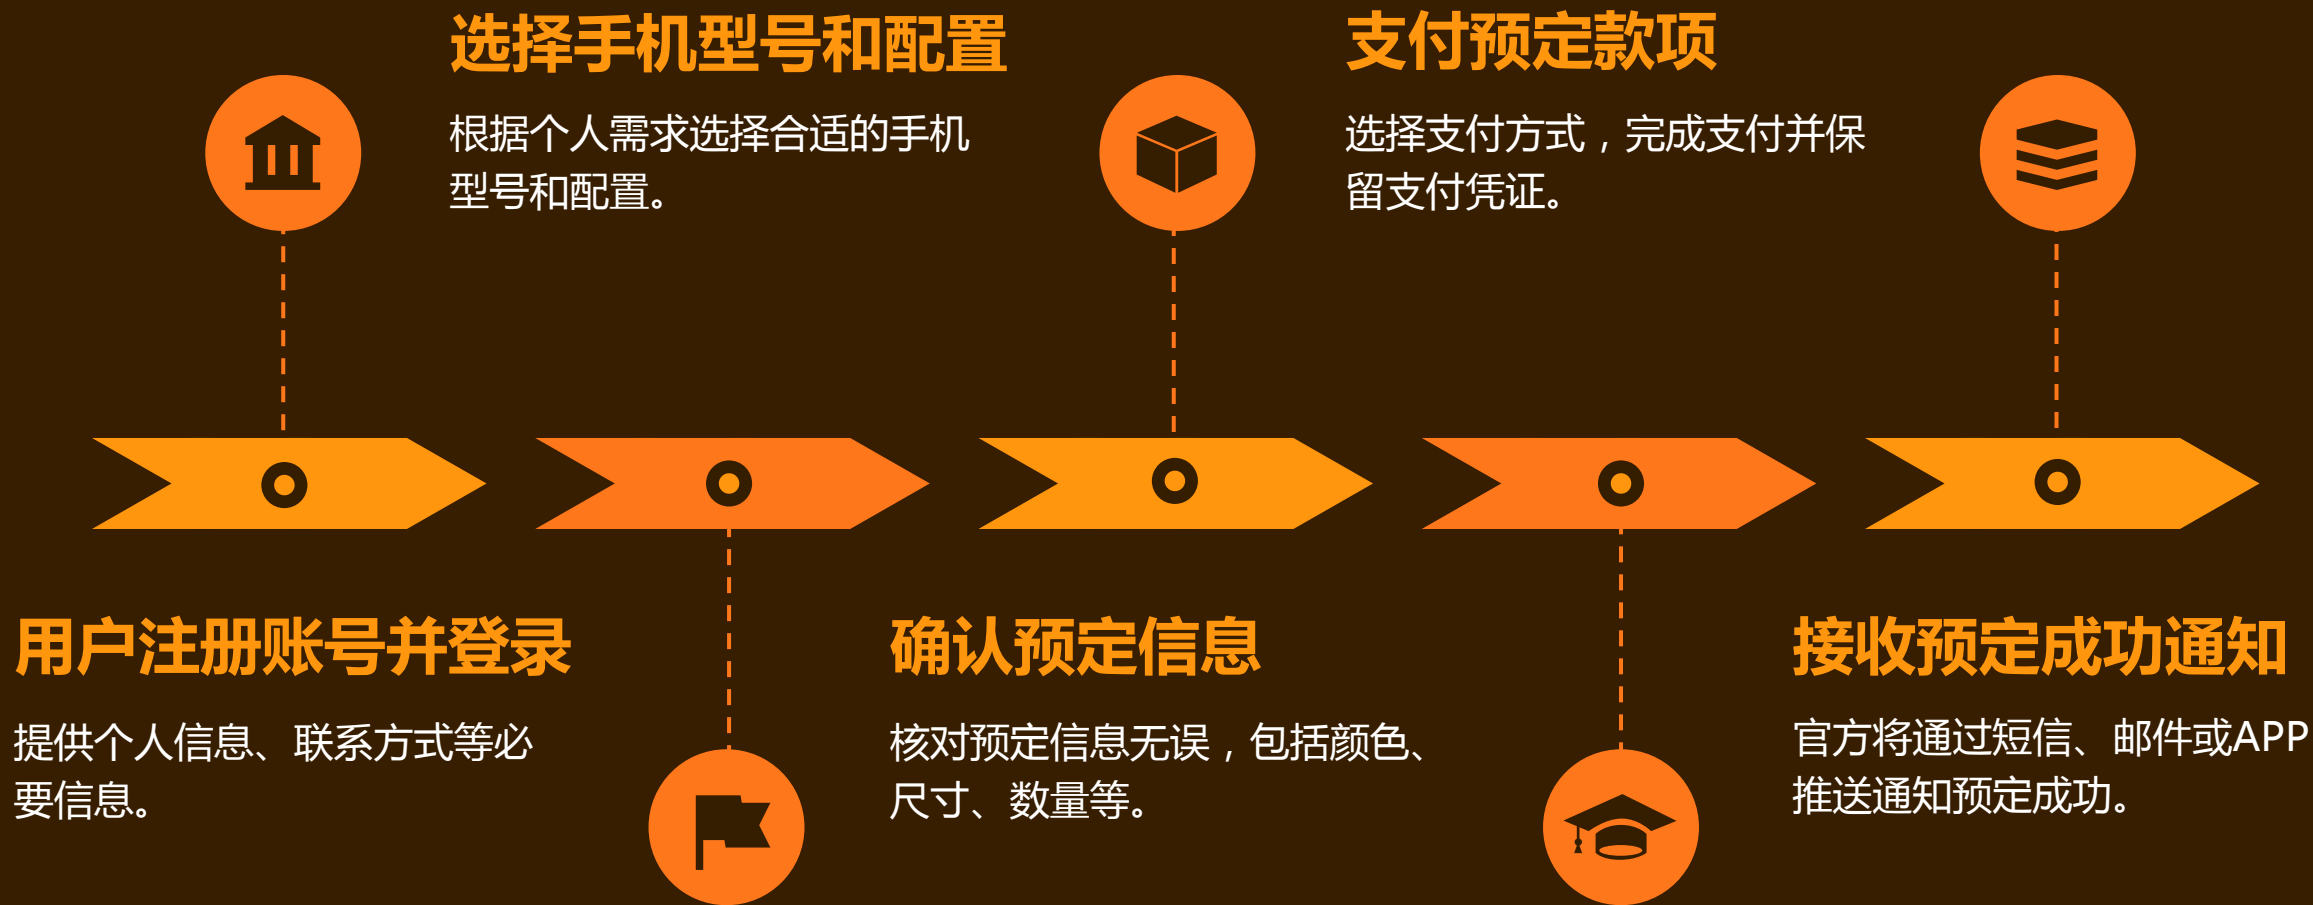 选择手机型号和配置
根据个人需求选择合适的手机
型号和配置。
支付预定款项
选择支付方式，完成支付并保
留支付凭证。
用户注册账号并登录
提供个人信息、联系方式等必
要信息。
确认预定信息
核对预定信息无误，包括颜色、
尺寸、数量等。
接收预定成功通知
官方将通过短信、邮件或APP
推送通知预定成功。